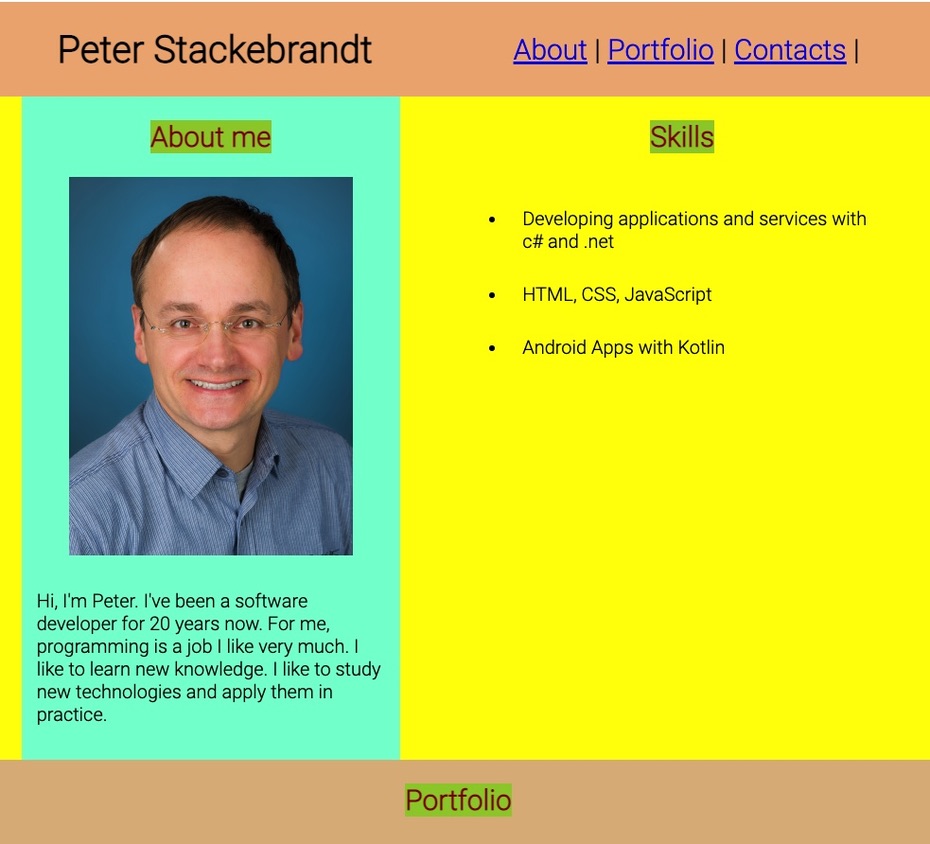 Peter Stackebrandt
About | Portfolio | Contacts |
About me
Hi, I'm Peter. I've been a software
developer for 20 years now. For me,
programming is a job I like very much. I
like to learn new knowledge. I like to study
new technologies and apply them in
practice.
Skills
• Developing applications and services with
c# and .net
• HTML, CSS, JavaScript
• Android Apps with Kotlin
Portfolio